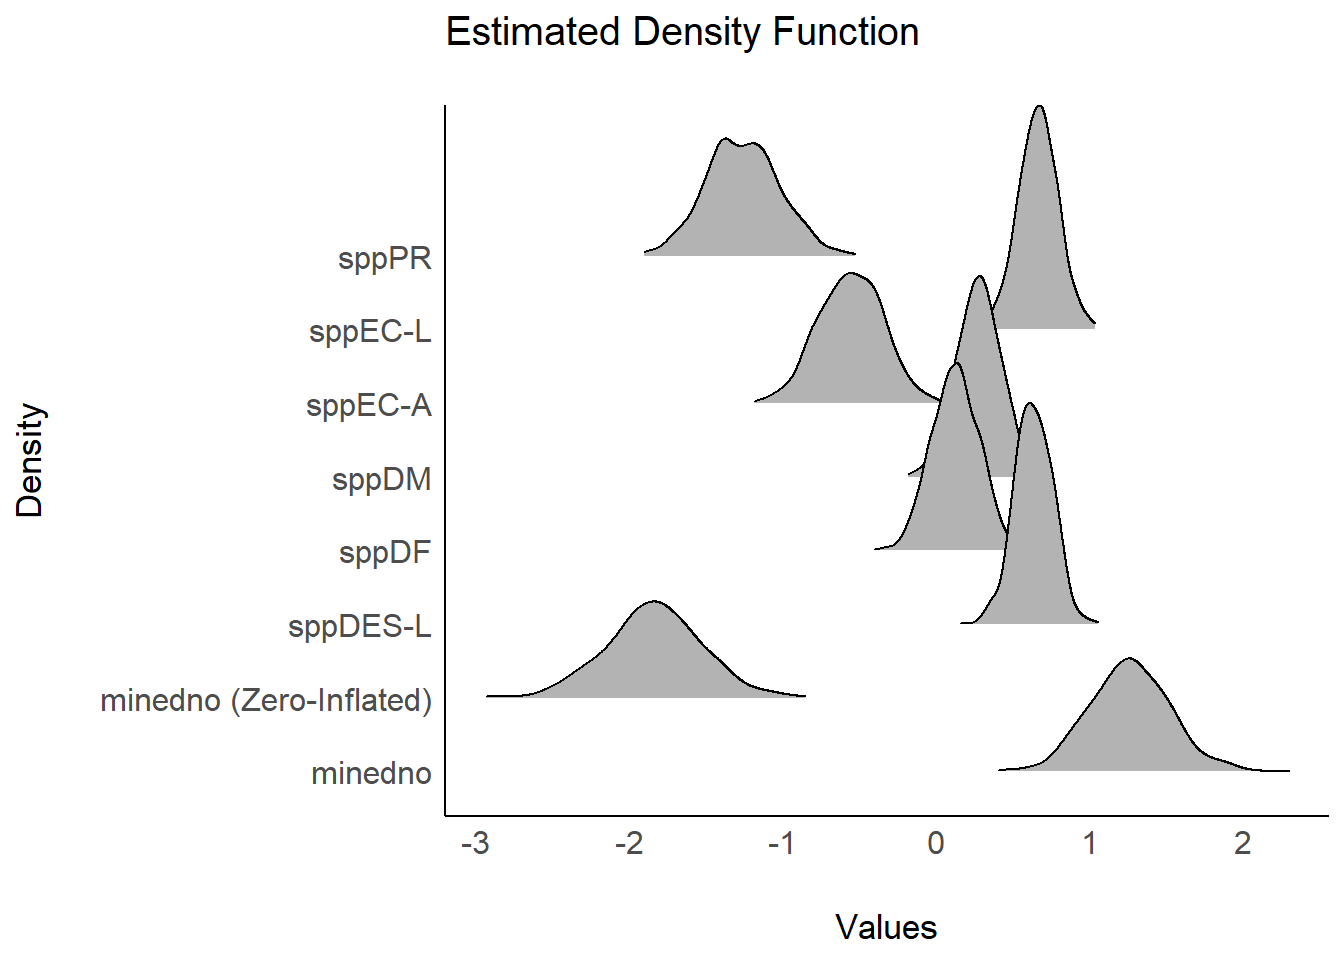 Estimated Density Function
sppPR
sppEC-L
sppEC-A
sppDM
sppDF
sppDES-L
minedno (Zero-Inflated)
minedno
Density
-3 -2 -1 0 1 2
Values